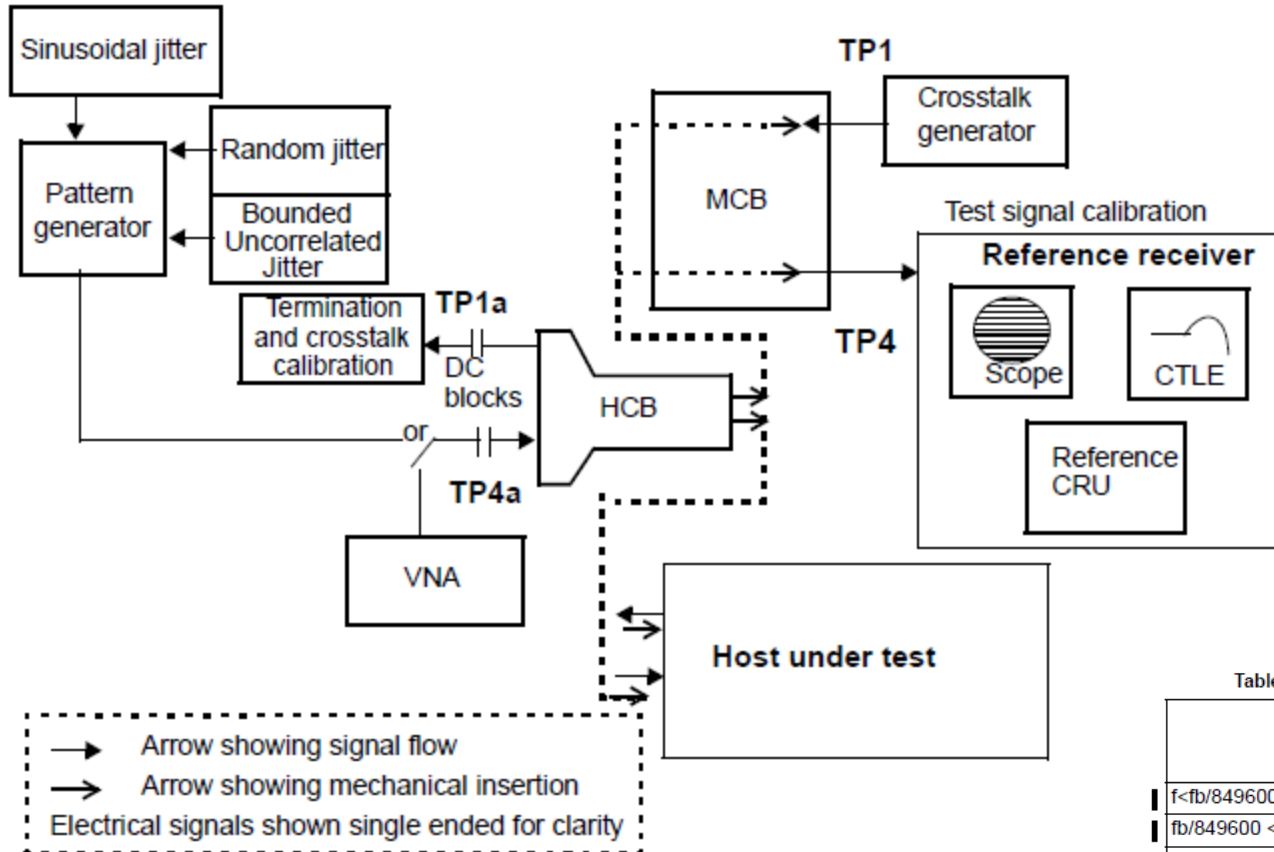 Sinusoidal jitter
Random jitter
Pattern
generator
Bounded
Uncorrelated
Jitter
TP1
Crosstalk
generator
MCB
Test signal calibration
Reference receiver
Scope
CTLE
Reference
CRU
TP4
Termination
and crosstalk
calibration
TP1a
DC
blocks
HCB
or
TP4a
VNA
Host under test
Arrow showing signal flow
Arrow showing mechanical insertion
Electrical signals shown single ended for clarity
Table
f<fb/849600
fb/849600 <